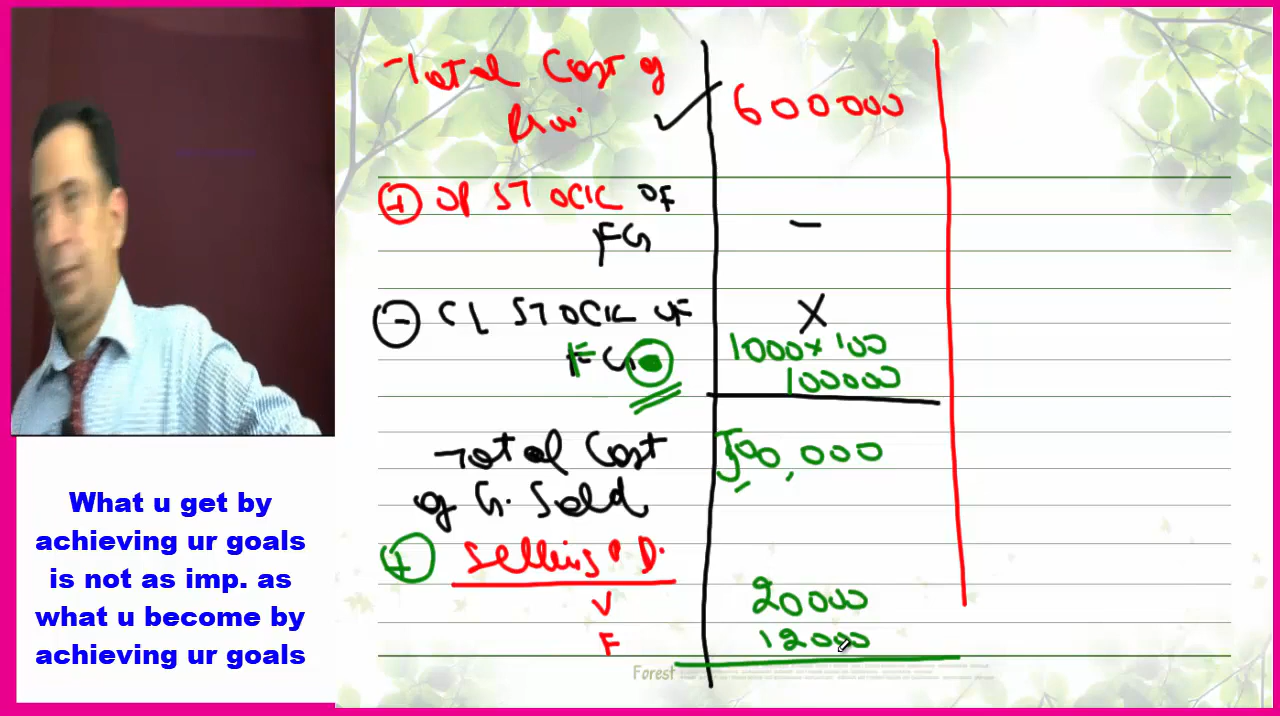 Total Cost of 600000
+ OP STOCK OF
FG -
- CL STOCK OF X
FG 1000 x 100
100000
Total Cost 500,000
of G. Sold
+ Selling & D.
V 20000
F 12000
Forest
What u get by
achieving ur goals
is not as imp. as
what u become by
achieving ur goals